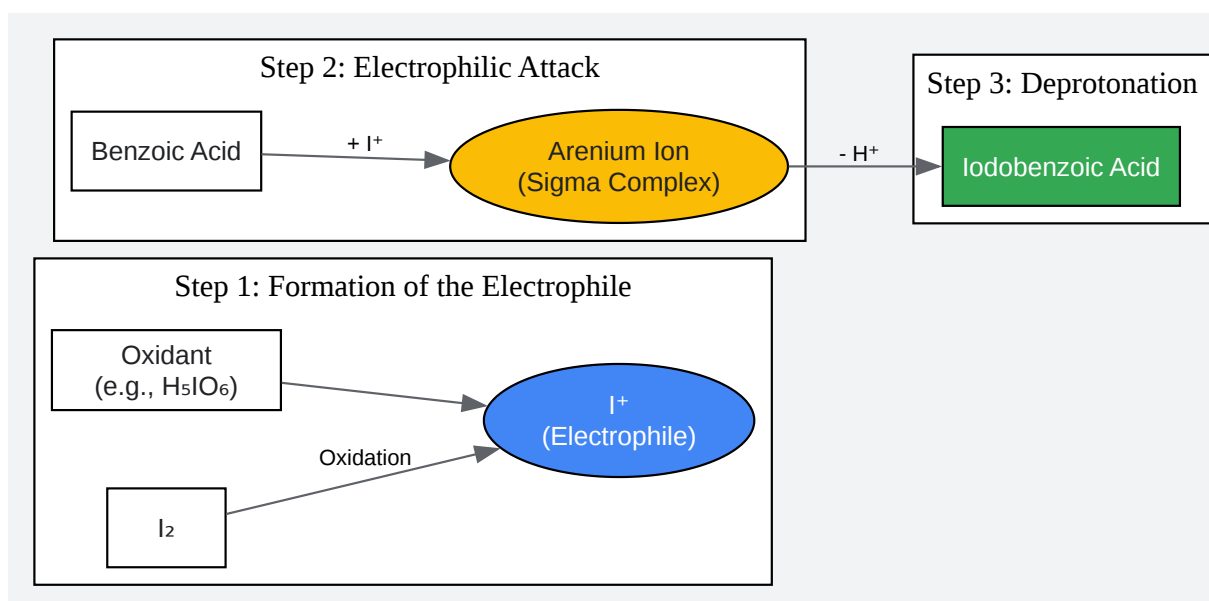 Step 2: Electrophilic Attack
Benzoic Acid
+ I⁺
Arenium Ion
(Sigma Complex)
- H⁺
Step 3: Deprotonation
Iodobenzoic Acid
Step 1: Formation of the Electrophile
Oxidant
(e.g., H₅IO₆)
I⁺
(Electrophile)
Oxidation
I₂